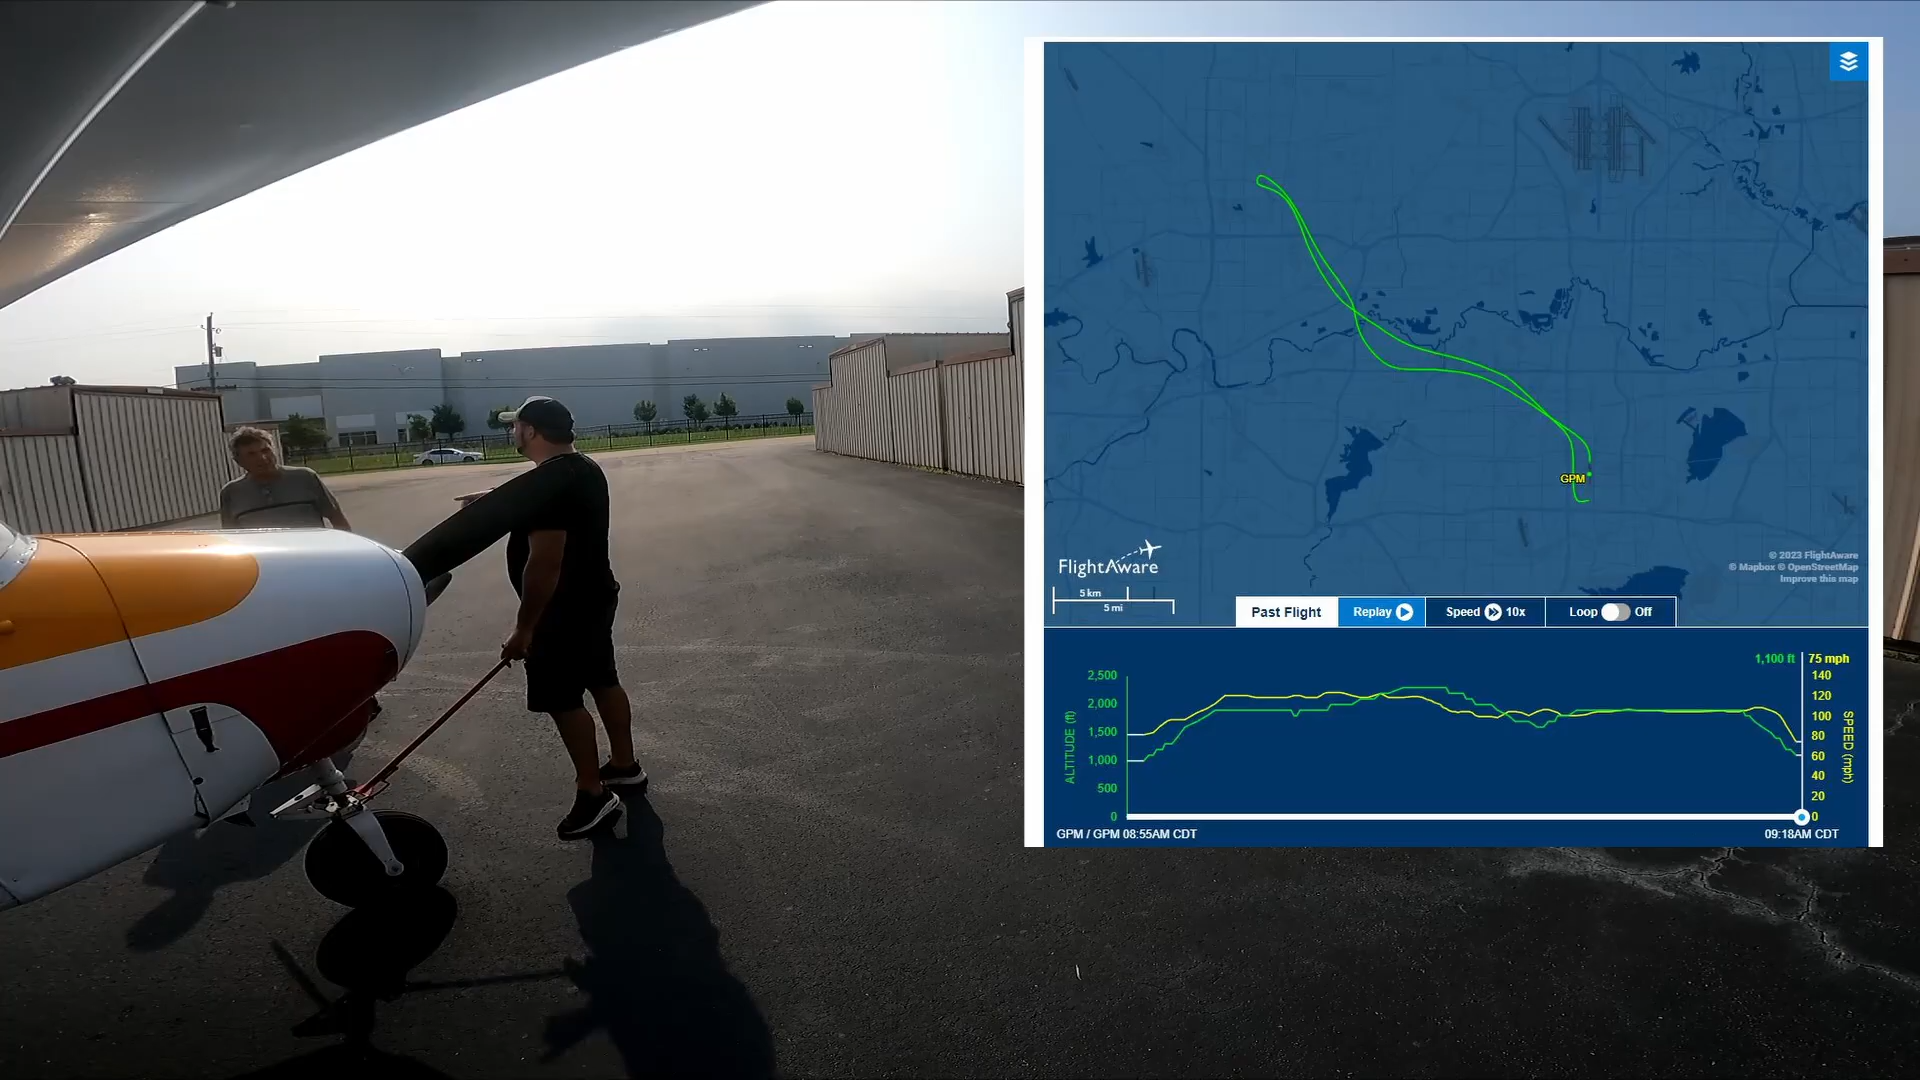 GPM
FlightAware
5 km
5 mi
© 2023 FlightAware
© Mapbox © OpenStreetMap
Improve this map
Past Flight
Replay
Speed 10x
Loop Off
1,100 ft 75 mph
ALTITUDE (ft)
2,500
2,000
1,500
1,000
500
0
140
120
100
80
60
40
20
0
SPEED (mph)
GPM / GPM 08:55AM CDT
09:18AM CDT